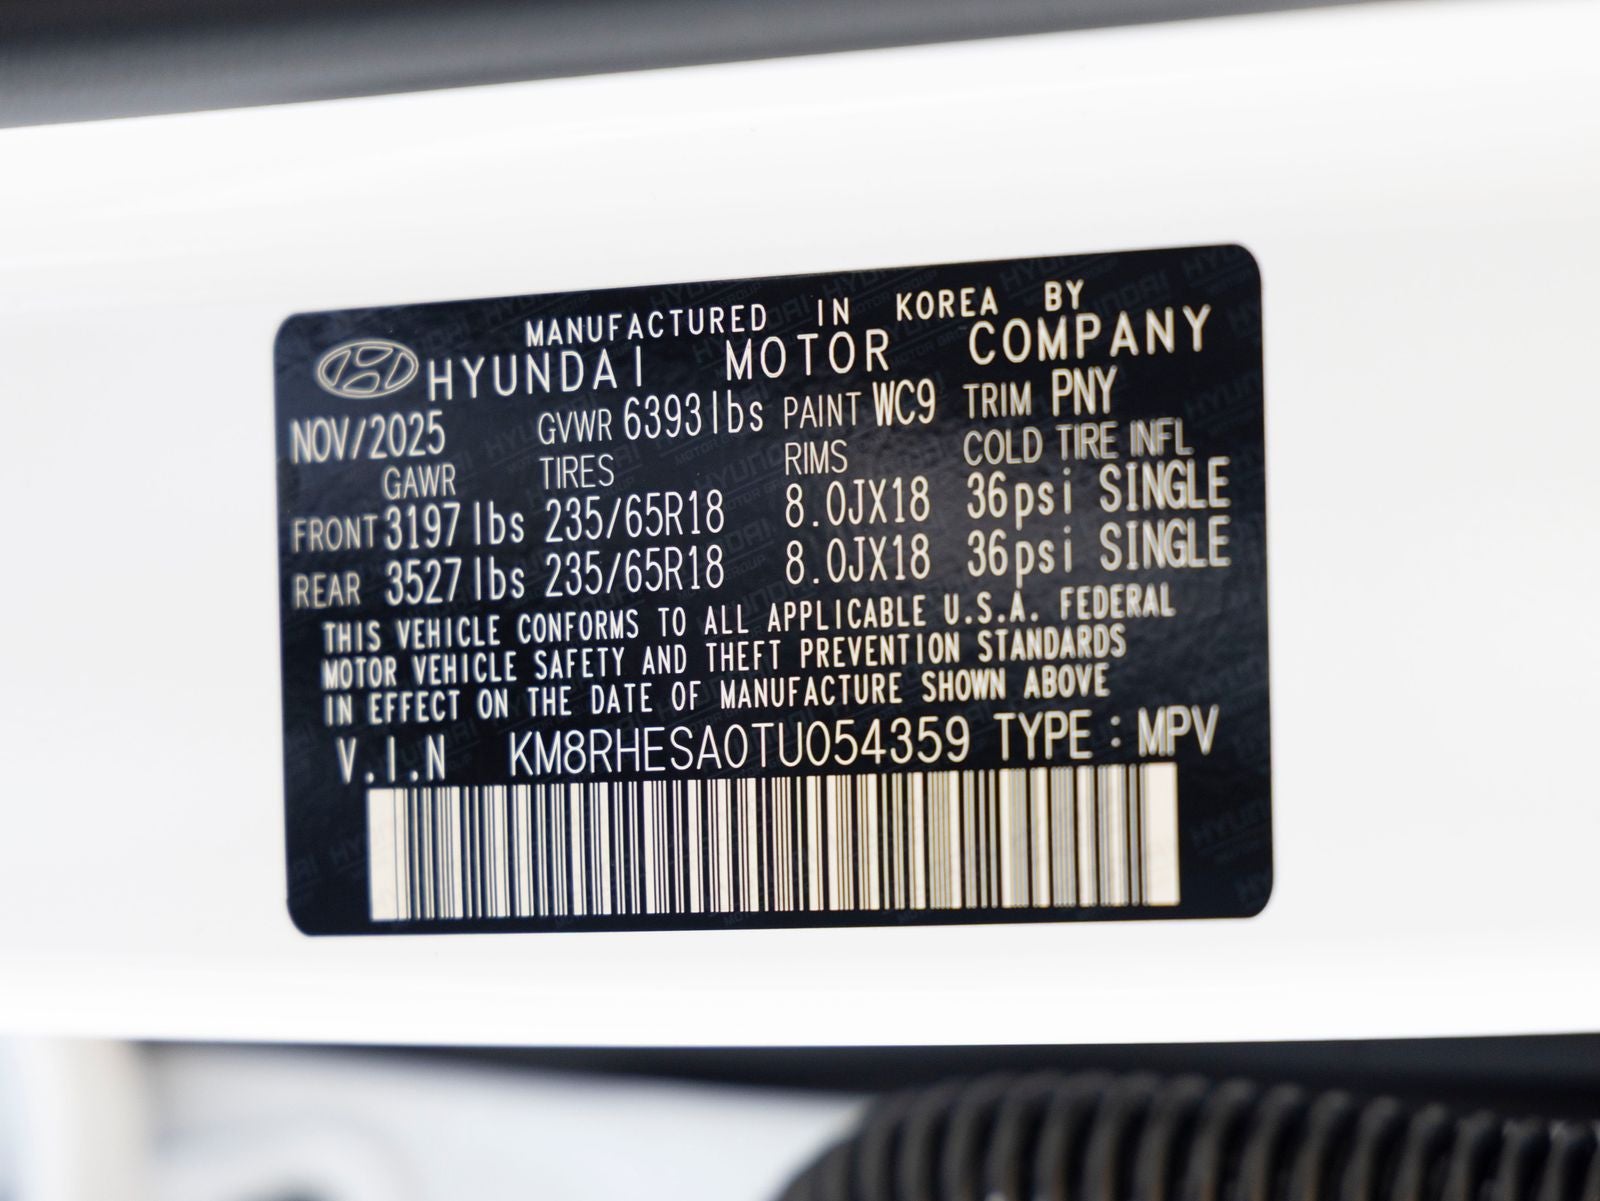 MANUFACTURED IN KOREA BY
HYUNDAI MOTOR COMPANY
NOV/2025 GVWR 6393lbs PAINT WC9 TRIM PNY
GAWR TIRES RIMS COLD TIRE INFL
FRONT 3197lbs 235/65R18 8.0JX18 36psi SINGLE
REAR 3527lbs 235/65R18 8.0JX18 36psi SINGLE
THIS VEHICLE CONFORMS TO ALL APPLICABLE U.S.A. FEDERAL
MOTOR VEHICLE SAFETY AND THEFT PREVENTION STANDARDS
IN EFFECT ON THE DATE OF MANUFACTURE SHOWN ABOVE
V.I.N KM8RHESA0TU054359 TYPE : MPV